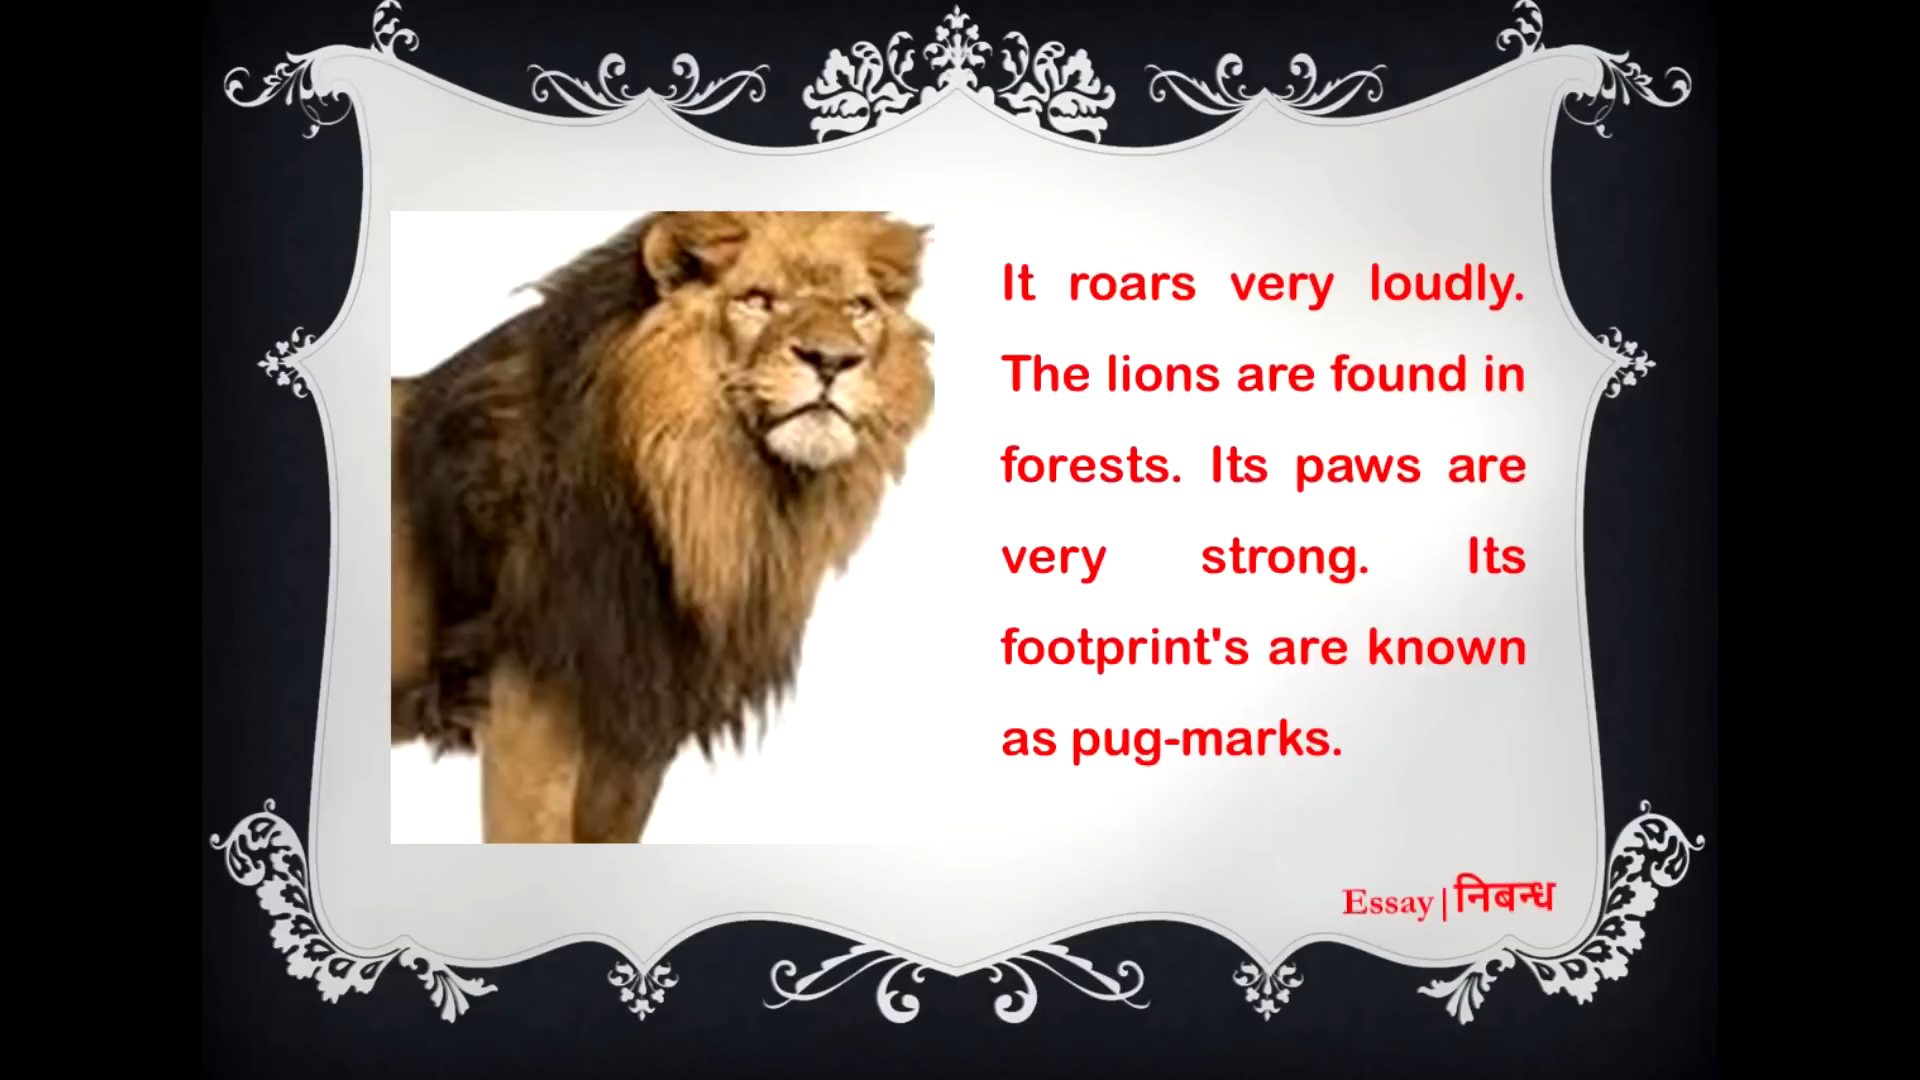 It roars very loudly.
The lions are found in
forests. Its paws are
very strong. Its
footprint's are known
as pug-marks.
Essay|निबन्ध